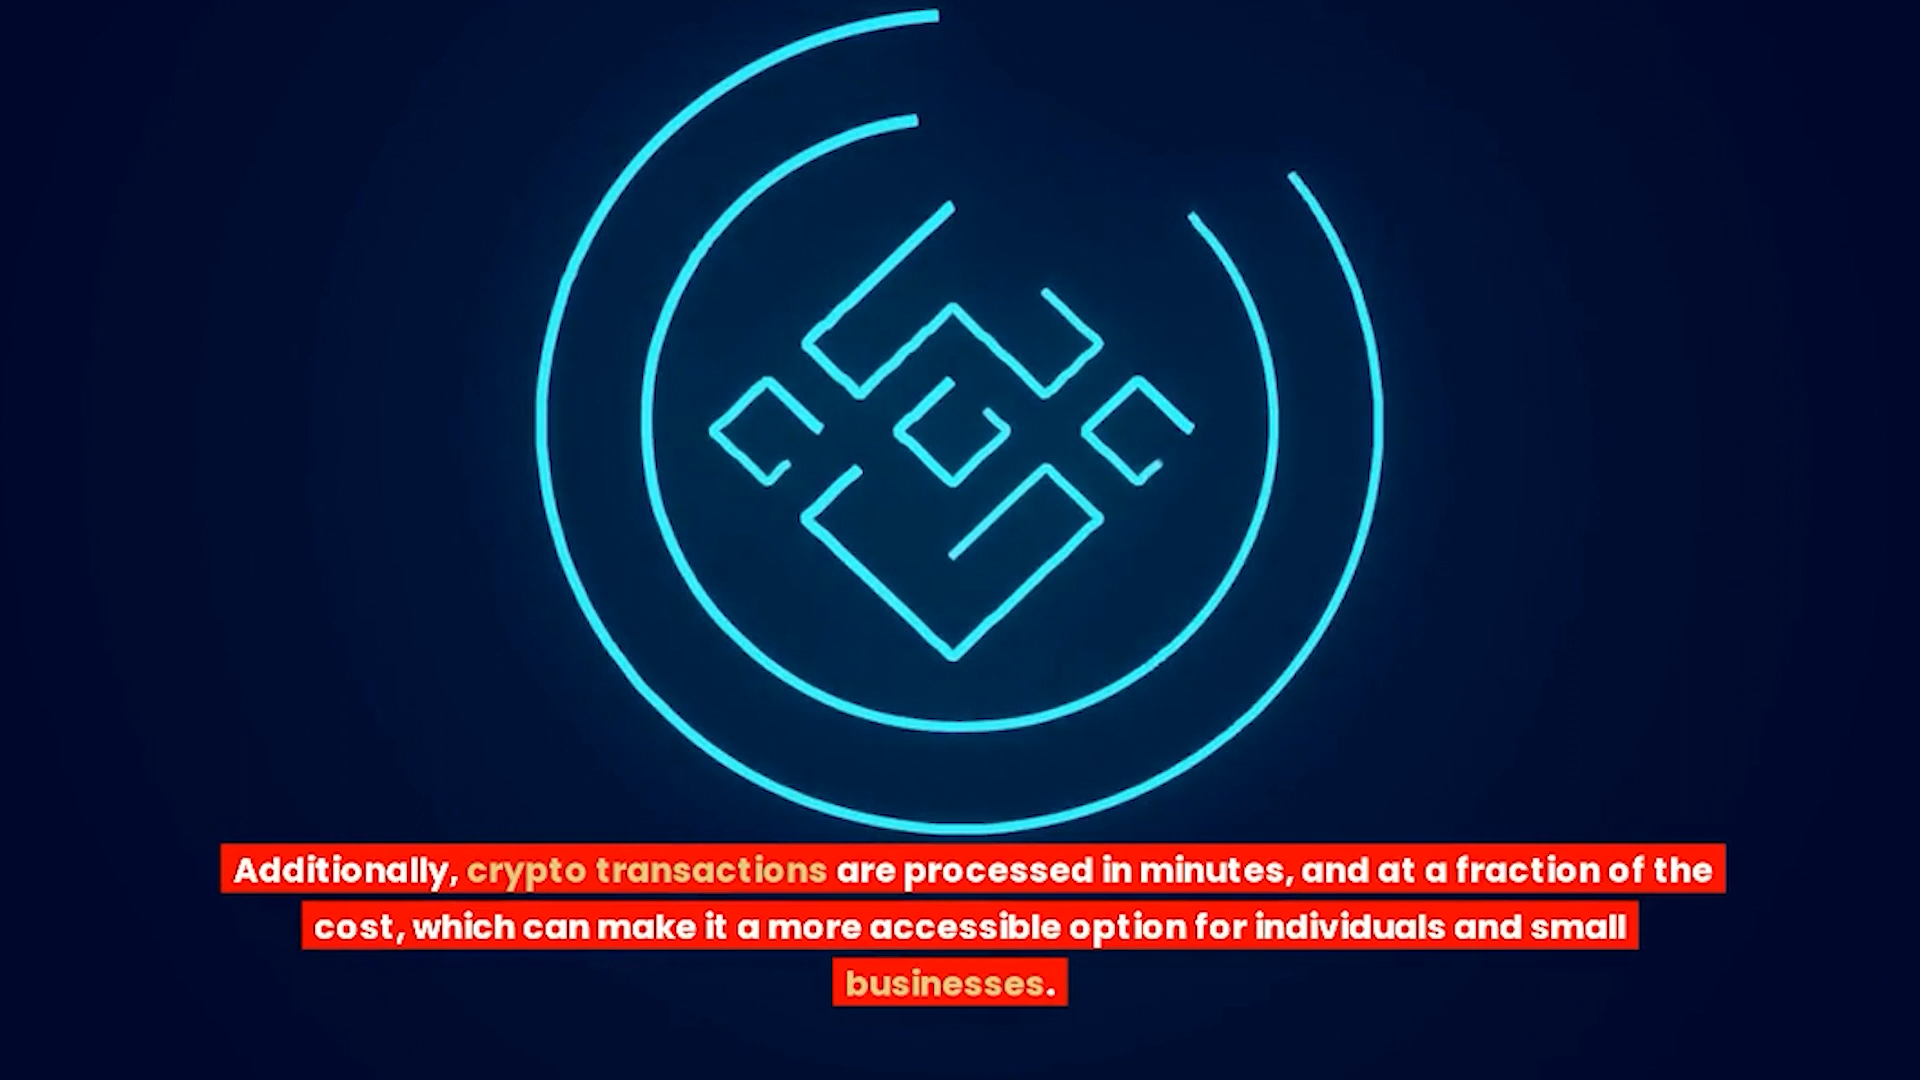 Additionally, crypto transactions are processed in minutes, and at a fraction of the
cost, which can make it a more accessible option for individuals and small
businesses.